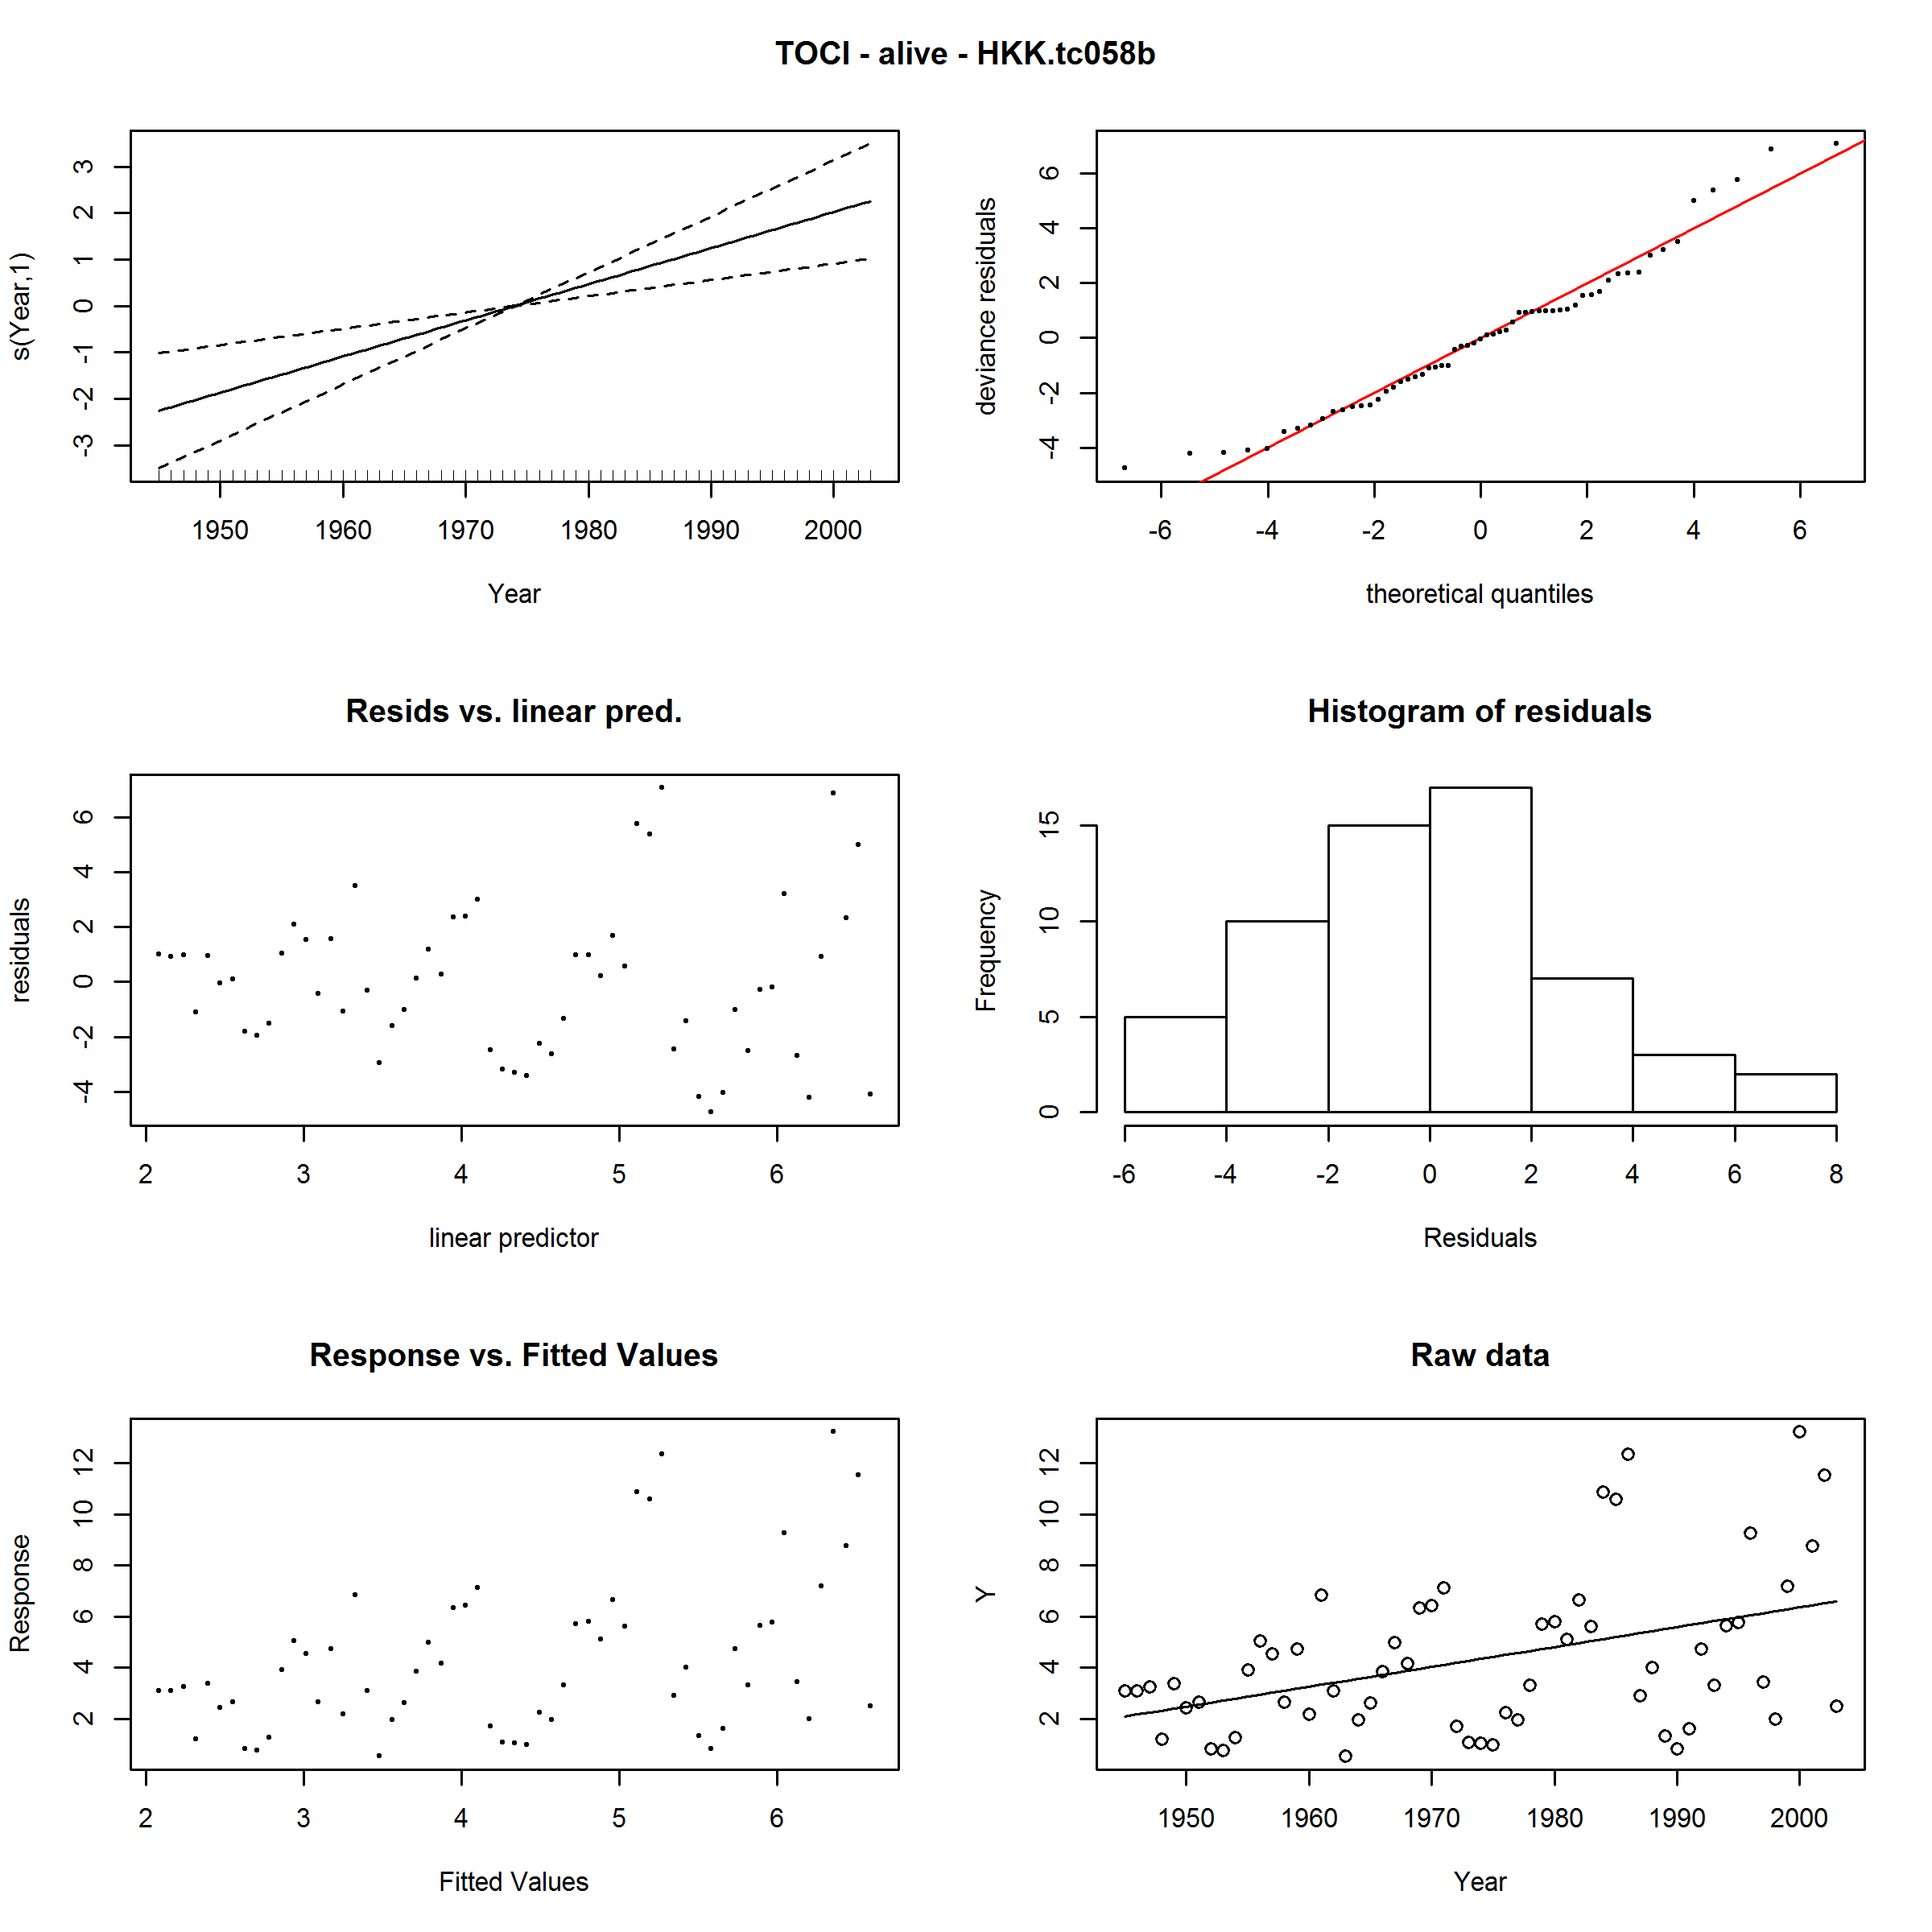 TOCI - alive - HKK.tc058b
s(Year,1)
3
2
1
0
-1
-2
-3
1950 1960 1970 1980 1990 2000
Year
deviance residuals
6
4
2
0
-2
-4
-6 -4 -2 0 2 4 6
theoretical quantiles
Resids vs. linear pred.
residuals
6
4
2
0
-2
-4
2 3 4 5 6
linear predictor
Histogram of residuals
Frequency
15
10
5
0
-6 -4 -2 0 2 4 6 8
Residuals
Response vs. Fitted Values
Response
12
10
8
6
4
2
2 3 4 5 6
Fitted Values
Raw data
Y
12
10
8
6
4
2
1950 1960 1970 1980 1990 2000
Year